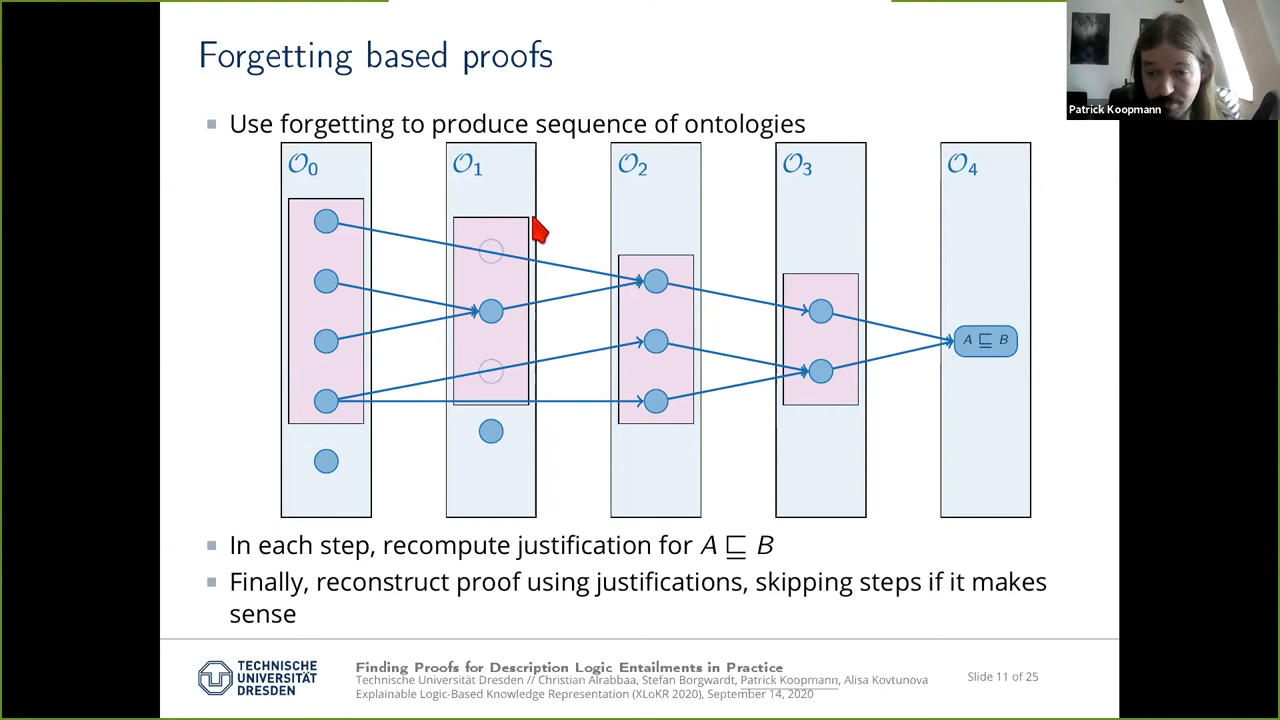 Forgetting based proofs
Patrick Koopmann
Use forgetting to produce sequence of ontologies
𝒪₀ 𝒪₁ 𝒪₂ 𝒪₃ 𝒪₄
A ⊑ B
In each step, recompute justification for A ⊑ B
Finally, reconstruct proof using justifications, skipping steps if it makes
sense
TECHNISCHE
UNIVERSITÄT
DRESDEN
Finding Proofs for Description Logic Entailments in Practice
Technische Universität Dresden // Christian Alrabbaa, Stefan Borgwardt, Patrick Koopmann, Alisa Kovtunova
Explainable Logic-Based Knowledge Representation (XLoKR 2020), September 14, 2020
Slide 11 of 25